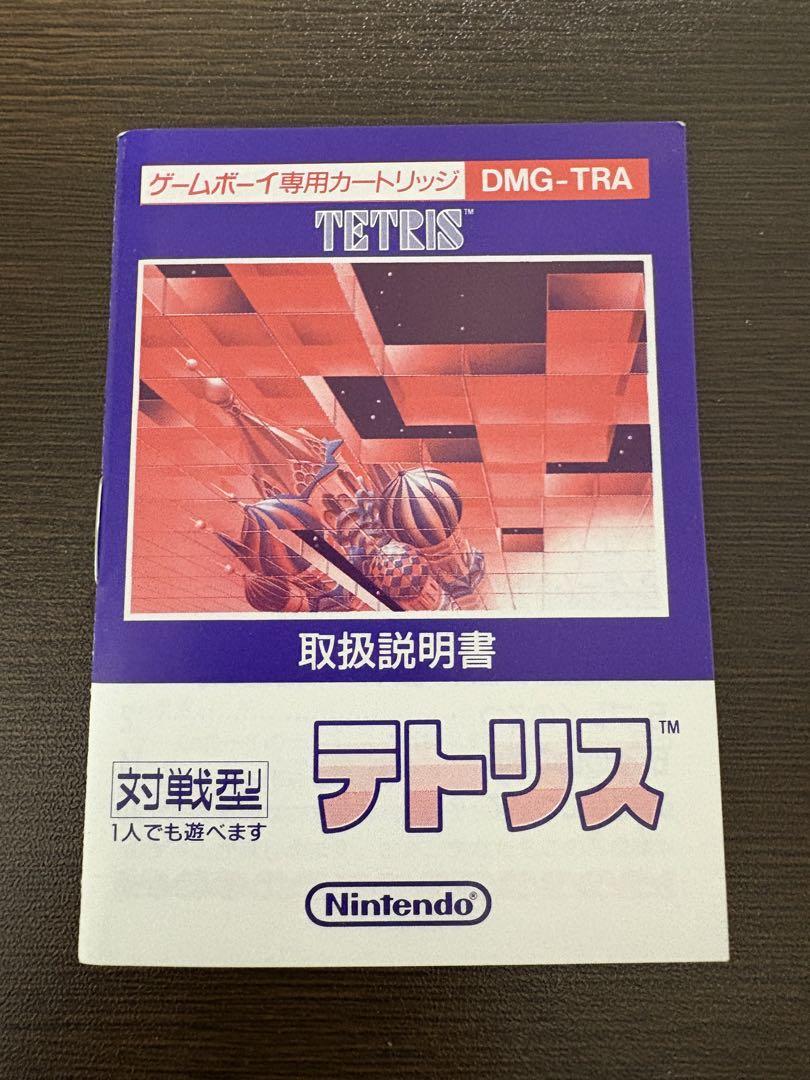 ゲームボーイ専用カートリッジ DMG-TRA
TETRIS™
取扱説明書
対戦型
1人でも遊べます
テトリス™
Nintendo®